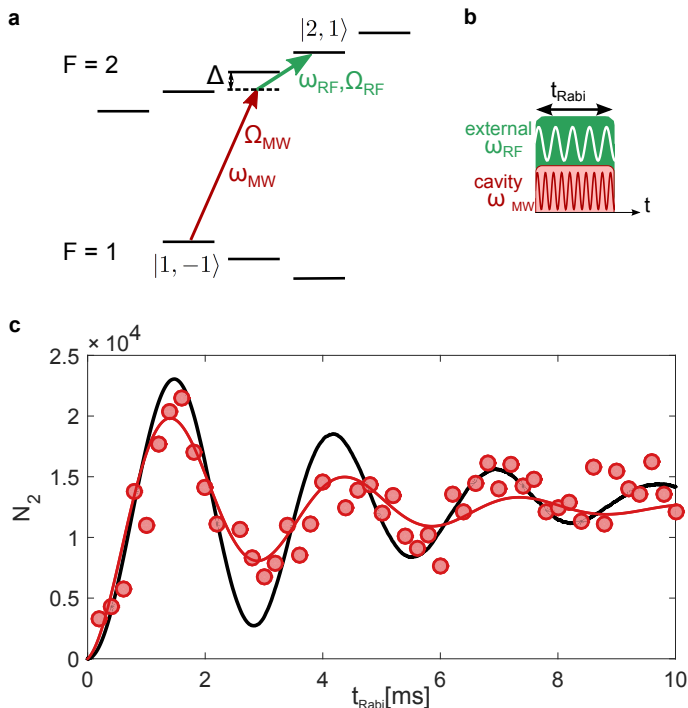 a
b
|2, 1⟩
F = 2
Δ
ω_RF, Ω_RF
Ω_MW
ω_MW
F = 1
|1, −1⟩
t_Rabi
external
ω_RF
cavity
ω_MW
t
c
× 10^4
2.5
2
1.5
1
0.5
0
N_2
0 2 4 6 8 10
t_Rabi[ms]